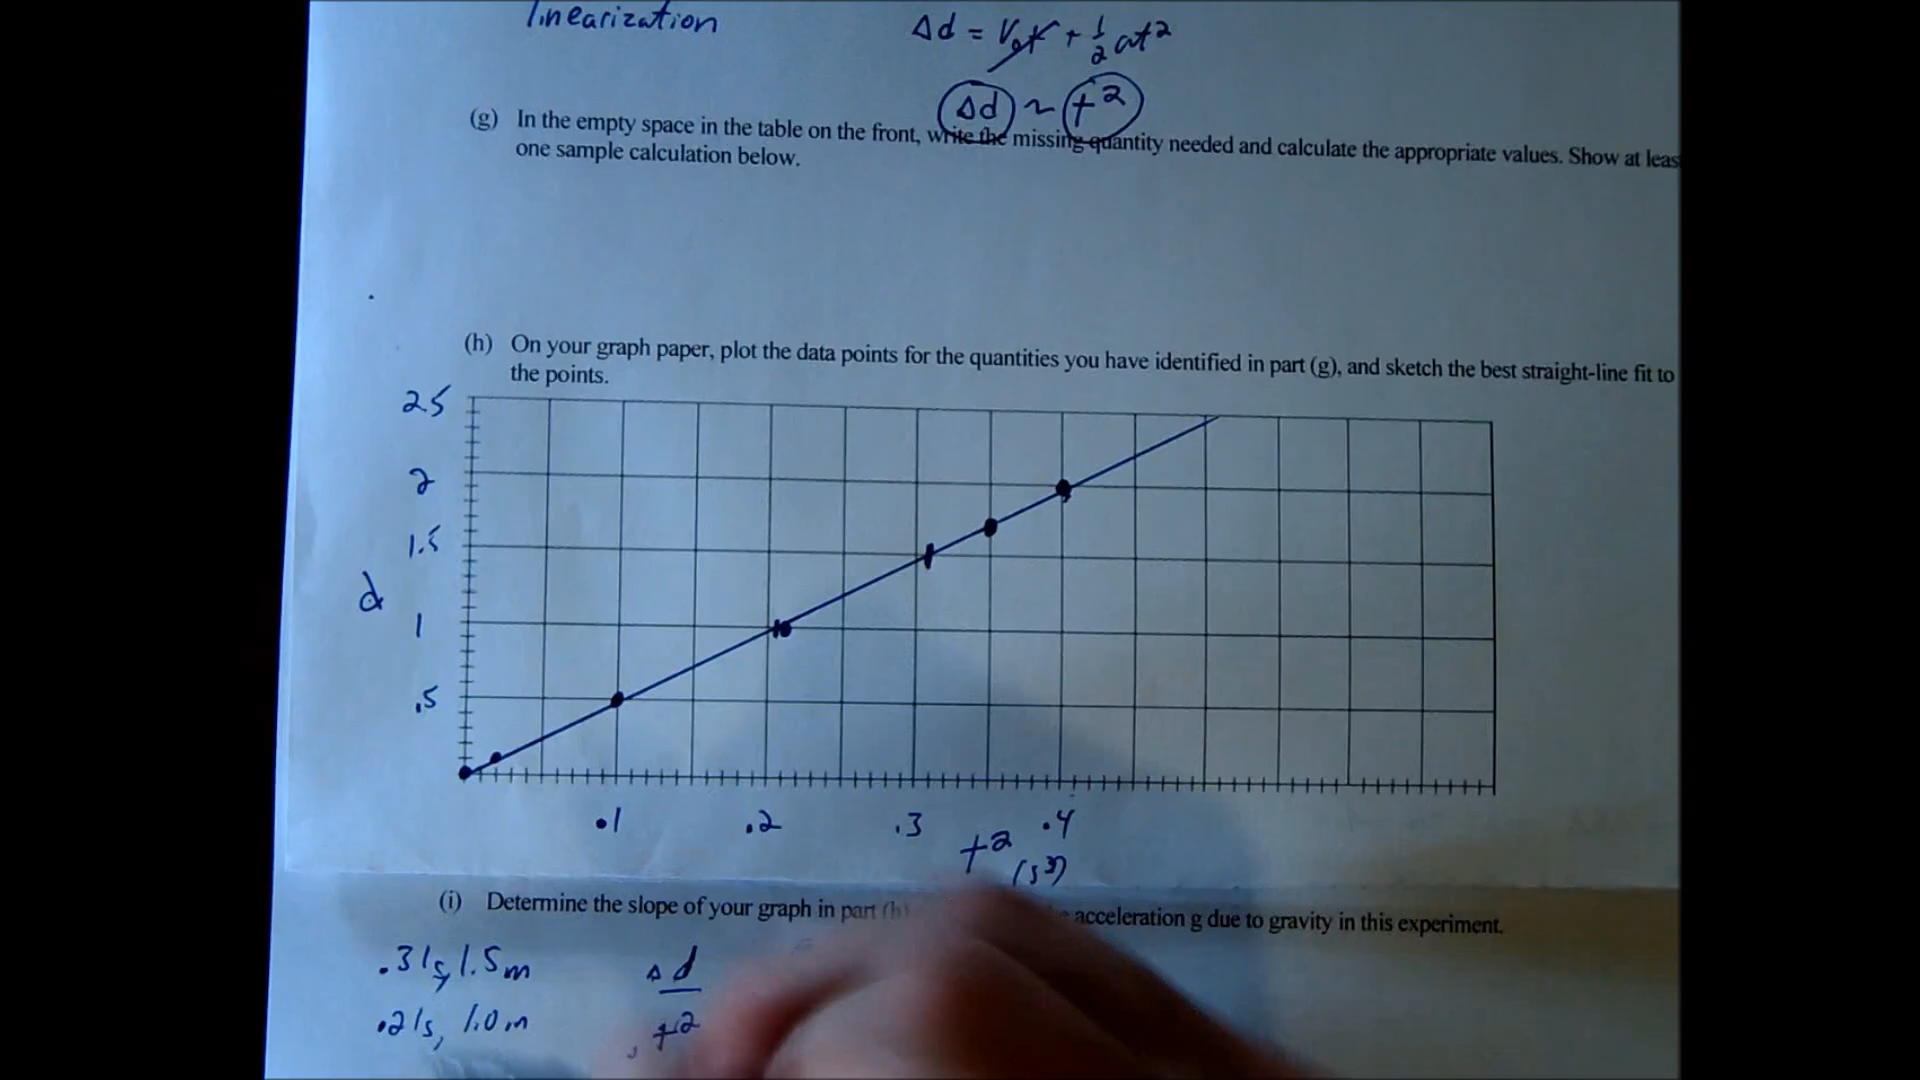 linearization
Δd = V₀t + ½ at²
Δd ~ t²
(g) In the empty space in the table on the front, write the missing quantity needed and calculate the appropriate values. Show at leas
one sample calculation below.
(h) On your graph paper, plot the data points for the quantities you have identified in part (g), and sketch the best straight-line fit to
the points.
2.5
2
1.5
d
1
.5
.1 .2 .3 .4
t²
(s²)
(i) Determine the slope of your graph in part (h) acceleration g due to gravity in this experiment.
.31s, 1.5m
.21s, 1.0m
Δd
t²